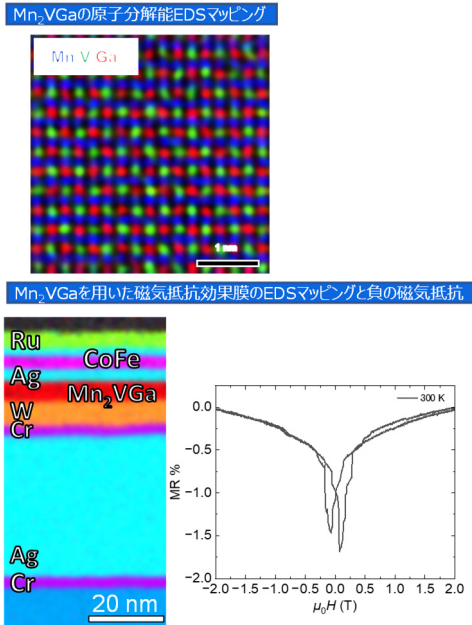 Mn₂VGaの原子分解能EDSマッピング
Mn V Ga
1 nm
Mn₂VGaを用いた磁気抵抗効果膜のEDSマッピングと負の磁気抵抗
Ru
CoFe
Ag
Mn₂VGa
W
Cr
Ag
Cr
20 nm
300 K
MR %
0.0
−0.5
−1.0
−1.5
−2.0
−2.0 −1.5 −1.0 −0.5 0.0 0.5 1.0 1.5 2.0
μ₀H (T)